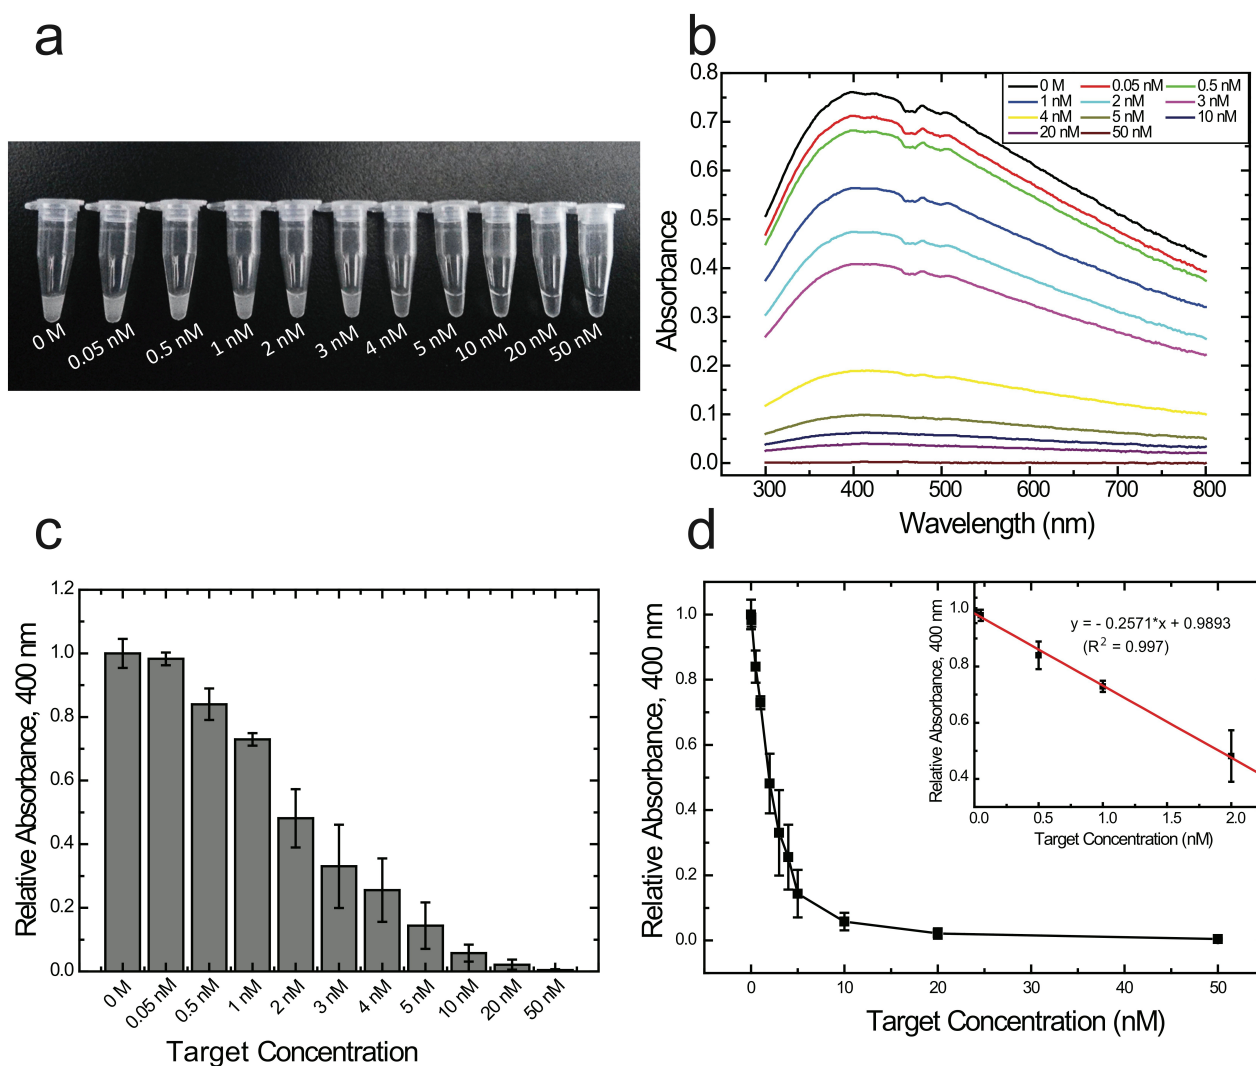 a
0 M
0.05 nM
0.5 nM
1 nM
2 nM
3 nM
4 nM
5 nM
10 nM
20 nM
50 nM
b
0.8
0.7
0.6
0.5
0.4
0.3
0.2
0.1
0.0
Absorbance
0 M 0.05 nM 0.5 nM
1 nM 2 nM 3 nM
4 nM 5 nM 10 nM
20 nM 50 nM
300 400 500 600 700 800
Wavelength (nm)
c
1.2
1.0
0.8
0.6
0.4
0.2
0.0
Relative Absorbance, 400 nm
0 M
0.05 nM
0.5 nM
1 nM
2 nM
3 nM
4 nM
5 nM
10 nM
20 nM
50 nM
Target Concentration
d
1.0
0.8
0.6
0.4
0.2
0.0
Relative Absorbance, 400 nm
0 10 20 30 40 50
Target Concentration (nM)
1.0
0.8
0.6
0.4
Relative Absorbance, 400 nm
y = - 0.2571*x + 0.9893
(R² = 0.997)
0.0 0.5 1.0 1.5 2.0
Target Concentration (nM)